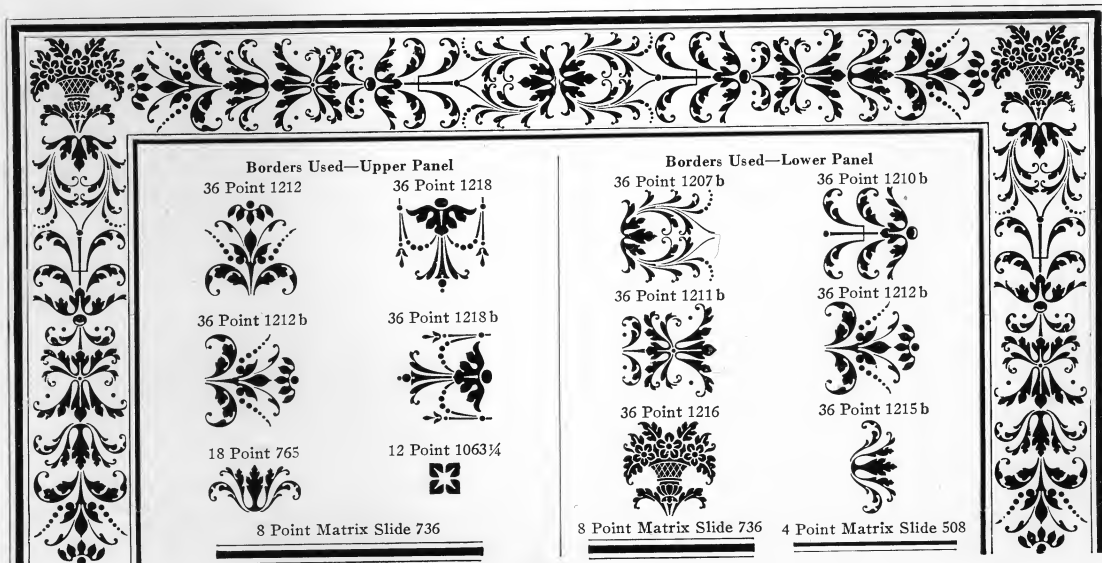 Borders Used—Upper Panel
36 Point 1212
36 Point 1218
36 Point 1212 b
36 Point 1218 b
18 Point 765
12 Point 1063¼
8 Point Matrix Slide 736
Borders Used—Lower Panel
36 Point 1207 b
36 Point 1210 b
36 Point 1211 b
36 Point 1212 b
36 Point 1216
36 Point 1215 b
8 Point Matrix Slide 736
4 Point Matrix Slide 508